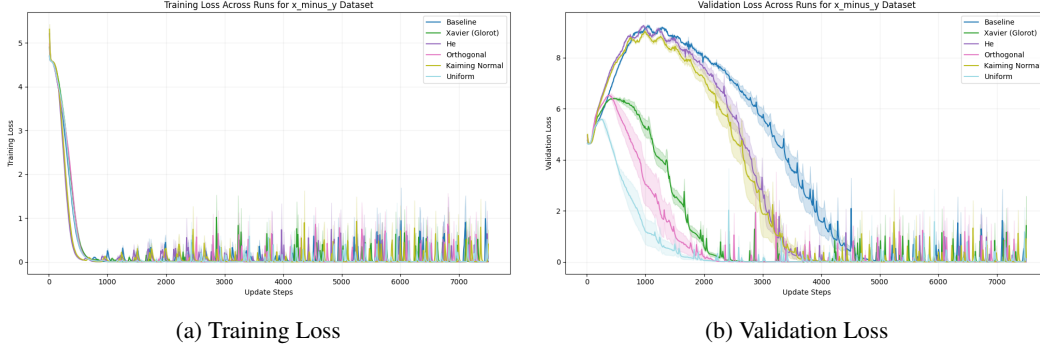 Training Loss Across Runs for x_minus_y Dataset
Training Loss
5
4
3
2
1
0
0 1000 2000 3000 4000 5000 6000 7000
Update Steps
Baseline
Xavier (Glorot)
He
Orthogonal
Kaiming Normal
Uniform
(a) Training Loss
Validation Loss Across Runs for x_minus_y Dataset
Validation Loss
8
6
4
2
0
0 1000 2000 3000 4000 5000 6000 7000
Update Steps
Baseline
Xavier (Glorot)
He
Orthogonal
Kaiming Normal
Uniform
(b) Validation Loss